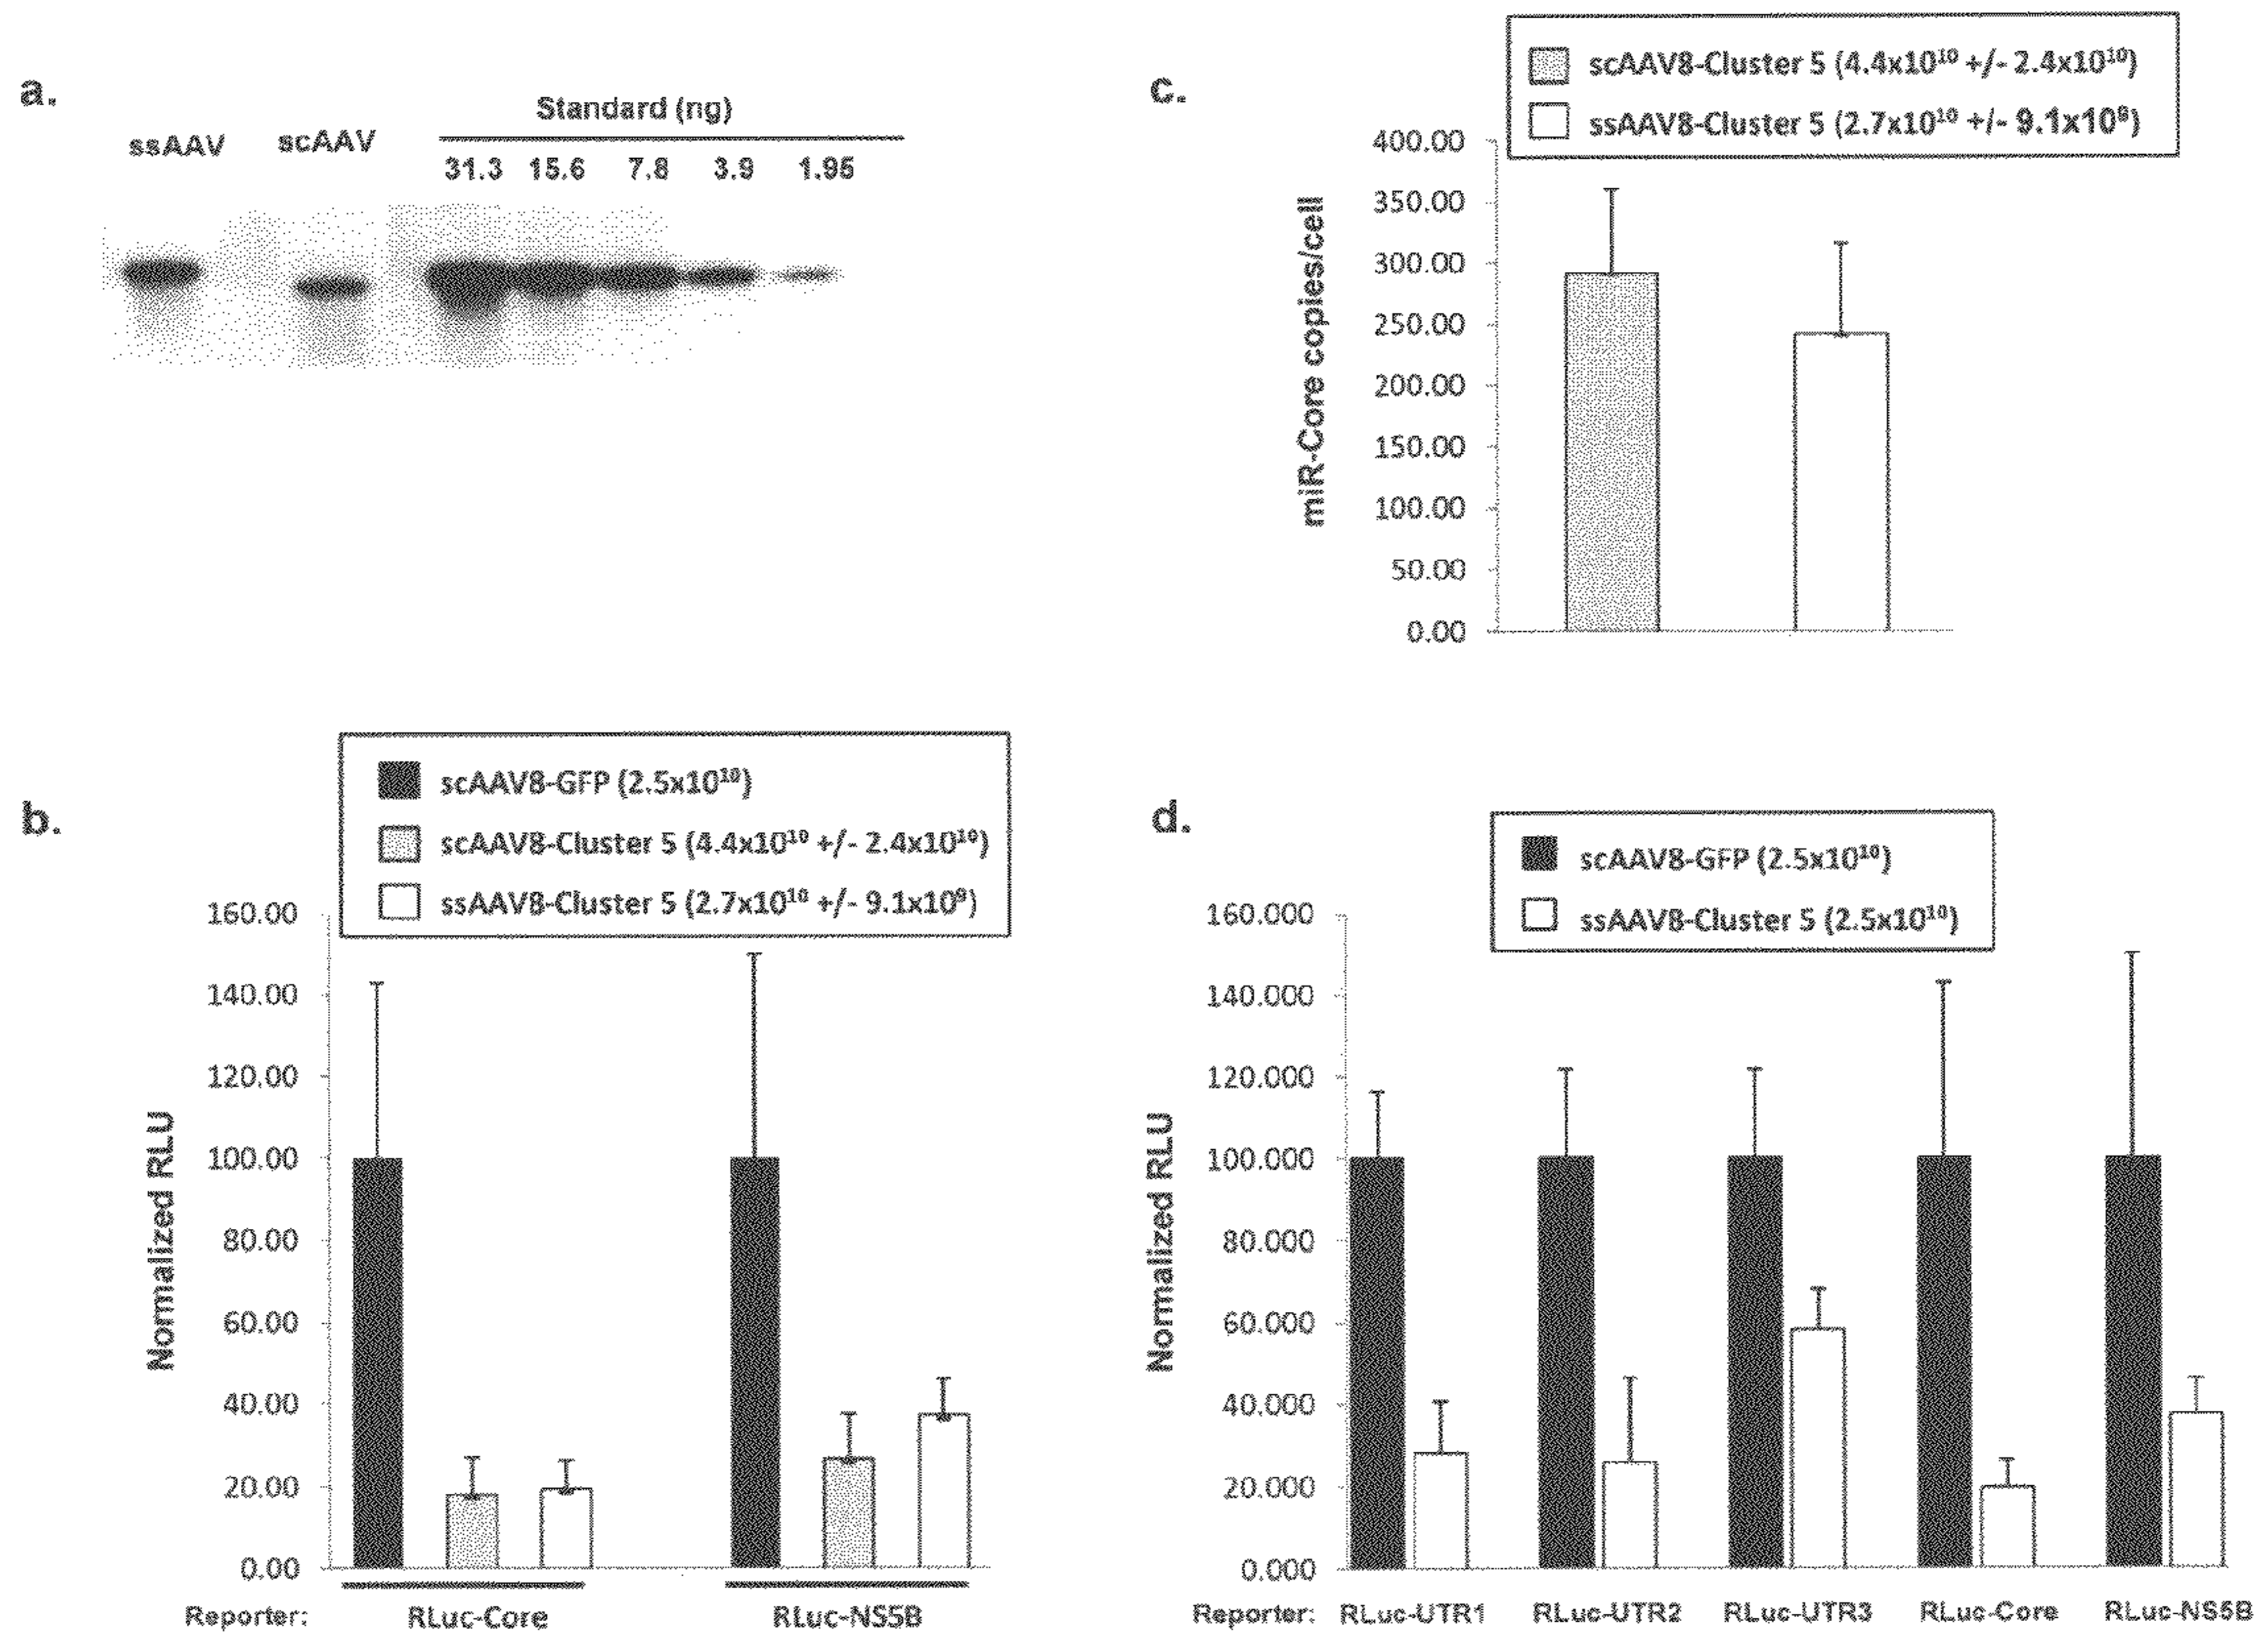 a.
Standard (ng)
ssAAV scAAV
31.3 15.6 7.8 3.9 1.95
c.
scAAV8-Cluster 5 (4.4x10¹⁰ +/- 2.4x10¹⁰)
ssAAV8-Cluster 5 (2.7x10¹⁰ +/- 9.1x10⁹)
miR-Core copies/cell
400.00
350.00
300.00
250.00
200.00
150.00
100.00
50.00
0.00
b.
scAAV8-GFP (2.5x10¹⁰)
scAAV8-Cluster 5 (4.4x10¹⁰ +/- 2.4x10¹⁰)
ssAAV8-Cluster 5 (2.7x10¹⁰ +/- 9.1x10⁹)
Normalized RLU
160.00
140.00
120.00
100.00
80.00
60.00
40.00
20.00
0.00
Reporter: RLuc-Core RLuc-NS5B
d.
scAAV8-GFP (2.5x10¹⁰)
ssAAV8-Cluster 5 (2.5x10¹⁰)
Normalized RLU
160.000
140.000
120.000
100.000
80.000
60.000
40.000
20.000
0.000
Reporter: RLuc-UTR1 RLuc-UTR2 RLuc-UTR3 RLuc-Core RLuc-NS5B